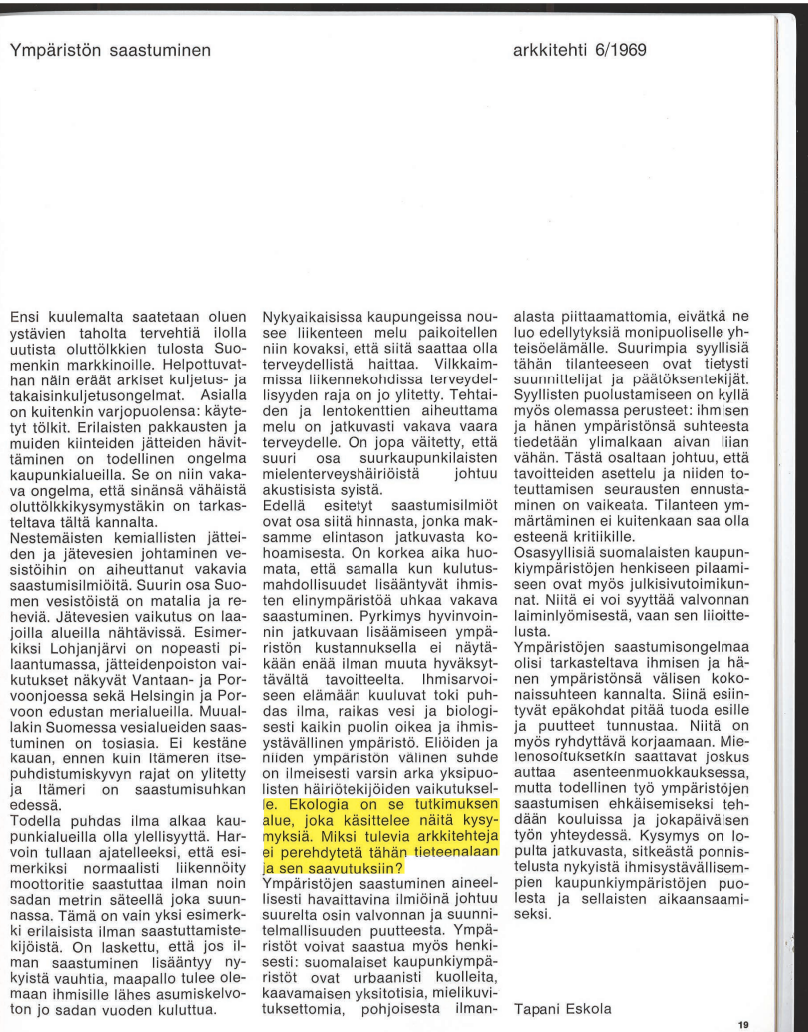 Ympäristön saastuminen
arkkitehti 6/1969
Ensi kuulemalta saatetaan oluen
ystävien taholta tervehtiä ilolla
uutista oluttölkkien tulosta Suo-
menkin markkinoille. Helpottuvat-
han näin eräät arkiset kuljetus- ja
takaisinkuljetusongelmat. Asialla
on kuitenkin varjopuolensa: käyte-
tyt tölkit. Erilaisten pakkausten ja
muiden kiinteiden jätteiden hävit-
täminen on todellinen ongelma
kaupunkialueilla. Se on niin vaka-
va ongelma, että sinänsä vähäistä
oluttölkkikysymystäkin on tarkas-
teltava tältä kannalta.
Nestemäisten kemiallisten jättei-
den ja jätevesien johtaminen ve-
sistöihin on aiheuttanut vakavia
saastumisilmiöitä. Suurin osa Suo-
men vesistöistä on matalia ja re-
heviä. Jätevesien vaikutus on laa-
joilla alueilla nähtävissä. Esimer-
kiksi Lohjanjärvi on nopeasti pi-
laantumassa, jätteidenpoiston vai-
kutukset näkyvät Vantaan- ja Por-
voonjoessa sekä Helsingin ja Por-
voon edustan merialueilla. Muual-
lakin Suomessa vesialueiden saas-
tuminen on tosiasia. Ei kestäne
kauan, ennen kuin Itämeren itse-
puhdistumiskyvyn rajat on ylitetty
ja Itämeri on saastumisuhkan
edessä.
Todella puhdas ilma alkaa kau-
punkialueilla olla ylellisyyttä. Har-
voin tullaan ajatelleeksi, että esi-
merkiksi normaalisti liikennöity
moottoritie saastuttaa ilman noin
sadan metrin säteellä joka suun-
nassa. Tämä on vain yksi esimerk-
ki erilaisista ilman saastuttamiste-
kijöistä. On laskettu, että jos il-
man saastuminen lisääntyy ny-
kyistä vauhtia, maapallo tulee ole-
maan ihmisille lähes asumiskelvo-
ton jo sadan vuoden kuluttua.
Nykyaikaisissa kaupungeissa nou-
see liikenteen melu paikoitellen
niin kovaksi, että siitä saattaa olla
terveydellistä haittaa. Vilkkaim-
missa liikennekohdissa terveydel-
lisyyden raja on jo ylitetty. Tehtai-
den ja lentokenttien aiheuttama
melu on jatkuvasti vakava vaara
terveydelle. On jopa väitetty, että
suuri osa suurkaupunkilaisten
mielenterveyshäiriöistä johtuu
akustisista syistä.
Edellä esitetyt saastumisilmiöt
ovat osa siitä hinnasta, jonka mak-
samme elintason jatkuvasta ko-
hoamisesta. On korkea aika huo-
mata, että samalla kun kulutus-
mahdollisuudet lisääntyvät ihmis-
ten elinympäristöä uhkaa vakava
saastuminen. Pyrkimys hyvinvoin-
nin jatkuvaan lisäämiseen ympä-
ristön kustannuksella ei näytä-
kään enää ilman muuta hyväksyt-
tävältä tavoitteelta. Ihmisarvoi-
seen elämään kuuluvat toki puh-
das ilma, raikas vesi ja biologi-
sesti kaikin puolin oikea ja ihmis-
ystävällinen ympäristö. Eliöiden ja
niiden ympäristön välinen suhde
on ilmeisesti varsin arka yksipuo-
listen häiriötekijöiden vaikutuksel-
le. Ekologia on se tutkimuksen
alue, joka käsittelee näitä kysy-
myksiä. Miksi tulevia arkkitehteja
ei perehdytetä tähän tieteenalaan
ja sen saavutuksiin?
Ympäristöjen saastuminen aineel-
lisesti havaittavina ilmiöinä johtuu
suurelta osin valvonnan ja suunni-
telmallisuuden puutteesta. Ympä-
ristöt voivat saastua myös henki-
sesti: suomalaiset kaupunkiympä-
ristöt ovat urbaanisti kuolleita,
kaavamaisen yksitotisia, mielikuvi-
tuksettomia, pohjoisesta ilman-
alasta piittaamattomia, eivätkä ne
luo edellytyksiä monipuoliselle yh-
teisöelämälle. Suurimpia syyllisiä
tähän tilanteeseen ovat tietysti
suunnittelijat ja päätöksentekijät.
Syyllisten puolustamiseen on kyllä
myös olemassa perusteet: ihmisen
ja hänen ympäristönsä suhteesta
tiedetään ylimalkaan aivan liian
vähän. Tästä osaltaan johtuu, että
tavoitteiden asettelu ja niiden to-
teuttamisen seurausten ennusta-
minen on vaikeata. Tilanteen ym-
märtäminen ei kuitenkaan saa olla
esteenä kritiikille.
Osasyyllisiä suomalaisten kaupun-
kiympäristöjen henkiseen pilaami-
seen ovat myös julkisivutoimikun-
nat. Niitä ei voi syyttää valvonnan
laiminlyömisestä, vaan sen liioitte-
lusta.
Ympäristöjen saastumisongelmaa
olisi tarkasteltava ihmisen ja hä-
nen ympäristönsä välisen koko-
naissuhteen kannalta. Siinä esiin-
tyvät epäkohdat pitää tuoda esille
ja puutteet tunnustaa. Niitä on
myös ryhdyttävä korjaamaan. Mie-
lenosoituksetkin saattavat joskus
auttaa asenteenmuokkauksessa,
mutta todellinen työ ympäristöjen
saastumisen ehkäisemiseksi teh-
dään kouluissa ja jokapäiväisen
työn yhteydessä. Kysymys on lo-
pulta jatkuvasta, sitkeästä ponnis-
telusta nykyistä ihmisystävällisem-
pien kaupunkiympäristöjen puo-
lesta ja sellaisten aikaansaami-
seksi.
Tapani Eskola
19